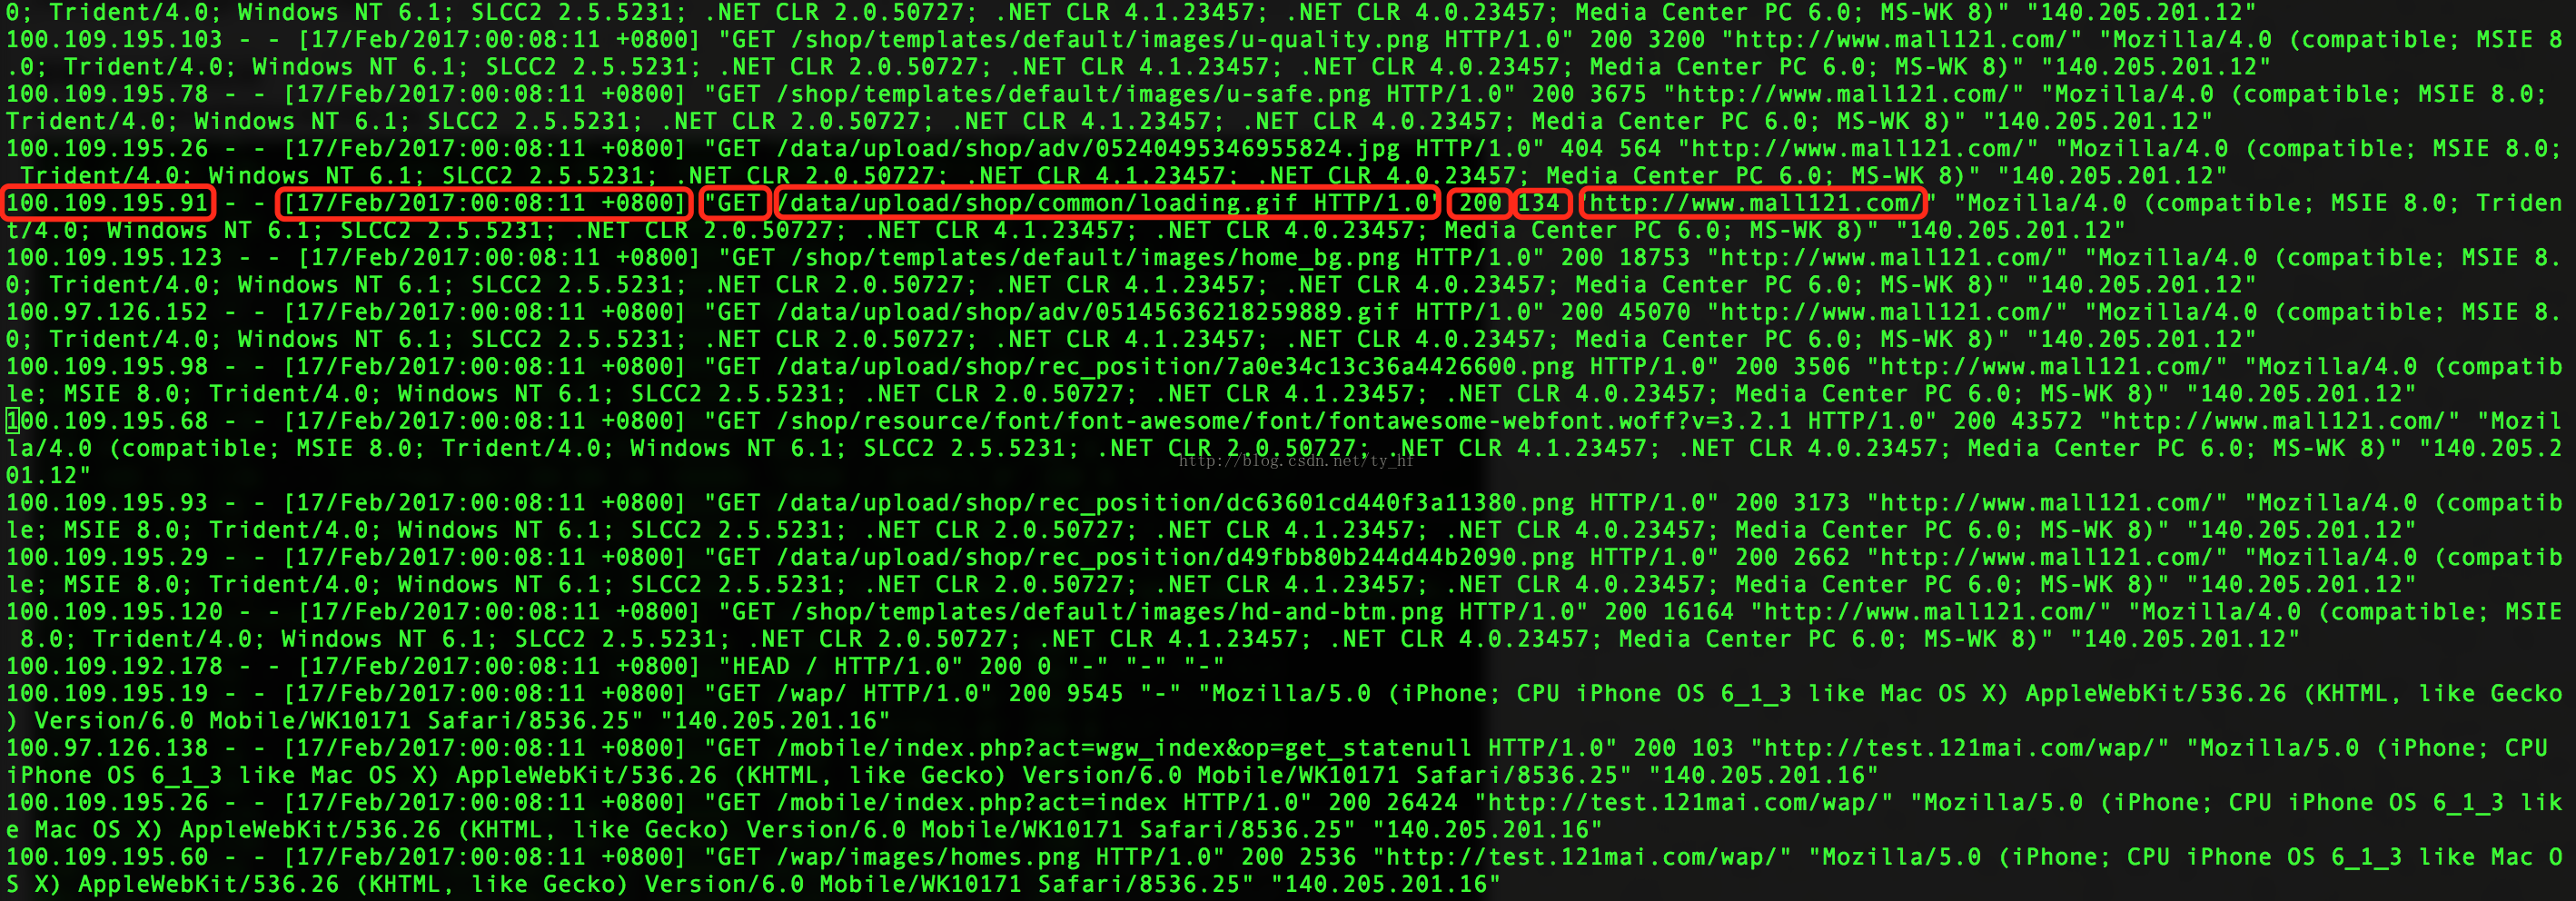 0; Trident/4.0; Windows NT 6.1; SLCC2 2.5.5231; .NET CLR 2.0.50727; .NET CLR 4.1.23457; .NET CLR 4.0.23457; Media Center PC 6.0; MS-WK 8)" "140.205.201.12"
100.109.195.103 - - [17/Feb/2017:00:08:11 +0800] "GET /shop/templates/default/images/u-quality.png HTTP/1.0" 200 3200 "http://www.mall121.com/" "Mozilla/4.0 (compatible; MSIE 8
.0; Trident/4.0; Windows NT 6.1; SLCC2 2.5.5231; .NET CLR 2.0.50727; .NET CLR 4.1.23457; .NET CLR 4.0.23457; Media Center PC 6.0; MS-WK 8)" "140.205.201.12"
100.109.195.78 - - [17/Feb/2017:00:08:11 +0800] "GET /shop/templates/default/images/u-safe.png HTTP/1.0" 200 3675 "http://www.mall121.com/" "Mozilla/4.0 (compatible; MSIE 8.0;
Trident/4.0; Windows NT 6.1; SLCC2 2.5.5231; .NET CLR 2.0.50727; .NET CLR 4.1.23457; .NET CLR 4.0.23457; Media Center PC 6.0; MS-WK 8)" "140.205.201.12"
100.109.195.26 - - [17/Feb/2017:00:08:11 +0800] "GET /data/upload/shop/adv/05240495346955824.jpg HTTP/1.0" 404 564 "http://www.mall121.com/" "Mozilla/4.0 (compatible; MSIE 8.0;
Trident/4.0; Windows NT 6.1; SLCC2 2.5.5231; .NET CLR 2.0.50727; .NET CLR 4.1.23457; .NET CLR 4.0.23457; Media Center PC 6.0; MS-WK 8)" "140.205.201.12"
100.109.195.91 - - [17/Feb/2017:00:08:11 +0800] "GET /data/upload/shop/common/loading.gif HTTP/1.0" 200 134 "http://www.mall121.com/" "Mozilla/4.0 (compatible; MSIE 8.0; Triden
t/4.0; Windows NT 6.1; SLCC2 2.5.5231; .NET CLR 2.0.50727; .NET CLR 4.1.23457; .NET CLR 4.0.23457; Media Center PC 6.0; MS-WK 8)" "140.205.201.12"
100.109.195.123 - - [17/Feb/2017:00:08:11 +0800] "GET /shop/templates/default/images/home_bg.png HTTP/1.0" 200 18753 "http://www.mall121.com/" "Mozilla/4.0 (compatible; MSIE 8.
0; Trident/4.0; Windows NT 6.1; SLCC2 2.5.5231; .NET CLR 2.0.50727; .NET CLR 4.1.23457; .NET CLR 4.0.23457; Media Center PC 6.0; MS-WK 8)" "140.205.201.12"
100.97.126.152 - - [17/Feb/2017:00:08:11 +0800] "GET /data/upload/shop/adv/05145636218259889.gif HTTP/1.0" 200 45070 "http://www.mall121.com/" "Mozilla/4.0 (compatible; MSIE 8.
0; Trident/4.0; Windows NT 6.1; SLCC2 2.5.5231; .NET CLR 2.0.50727; .NET CLR 4.1.23457; .NET CLR 4.0.23457; Media Center PC 6.0; MS-WK 8)" "140.205.201.12"
100.109.195.98 - - [17/Feb/2017:00:08:11 +0800] "GET /data/upload/shop/rec_position/7a0e34c13c36a4426600.png HTTP/1.0" 200 3506 "http://www.mall121.com/" "Mozilla/4.0 (compatib
le; MSIE 8.0; Trident/4.0; Windows NT 6.1; SLCC2 2.5.5231; .NET CLR 2.0.50727; .NET CLR 4.1.23457; .NET CLR 4.0.23457; Media Center PC 6.0; MS-WK 8)" "140.205.201.12"
100.109.195.68 - - [17/Feb/2017:00:08:11 +0800] "GET /shop/resource/font/font-awesome/font/fontawesome-webfont.woff?v=3.2.1 HTTP/1.0" 200 43572 "http://www.mall121.com/" "Mozil
la/4.0 (compatible; MSIE 8.0; Trident/4.0; Windows NT 6.1; SLCC2 2.5.5231; .NET CLR 2.0.50727; .NET CLR 4.1.23457; .NET CLR 4.0.23457; Media Center PC 6.0; MS-WK 8)" "140.205.2
http://blog.csdn.net/ty_hf
01.12"
100.109.195.93 - - [17/Feb/2017:00:08:11 +0800] "GET /data/upload/shop/rec_position/dc63601cd440f3a11380.png HTTP/1.0" 200 3173 "http://www.mall121.com/" "Mozilla/4.0 (compatib
le; MSIE 8.0; Trident/4.0; Windows NT 6.1; SLCC2 2.5.5231; .NET CLR 2.0.50727; .NET CLR 4.1.23457; .NET CLR 4.0.23457; Media Center PC 6.0; MS-WK 8)" "140.205.201.12"
100.109.195.29 - - [17/Feb/2017:00:08:11 +0800] "GET /data/upload/shop/rec_position/d49fbb80b244d44b2090.png HTTP/1.0" 200 2662 "http://www.mall121.com/" "Mozilla/4.0 (compatib
le; MSIE 8.0; Trident/4.0; Windows NT 6.1; SLCC2 2.5.5231; .NET CLR 2.0.50727; .NET CLR 4.1.23457; .NET CLR 4.0.23457; Media Center PC 6.0; MS-WK 8)" "140.205.201.12"
100.109.195.120 - - [17/Feb/2017:00:08:11 +0800] "GET /shop/templates/default/images/hd-and-btm.png HTTP/1.0" 200 16164 "http://www.mall121.com/" "Mozilla/4.0 (compatible; MSIE
8.0; Trident/4.0; Windows NT 6.1; SLCC2 2.5.5231; .NET CLR 2.0.50727; .NET CLR 4.1.23457; .NET CLR 4.0.23457; Media Center PC 6.0; MS-WK 8)" "140.205.201.12"
100.109.192.178 - - [17/Feb/2017:00:08:11 +0800] "HEAD / HTTP/1.0" 200 0 "-" "-" "-"
100.109.195.19 - - [17/Feb/2017:00:08:11 +0800] "GET /wap/ HTTP/1.0" 200 9545 "-" "Mozilla/5.0 (iPhone; CPU iPhone OS 6_1_3 like Mac OS X) AppleWebKit/536.26 (KHTML, like Gecko
) Version/6.0 Mobile/WK10171 Safari/8536.25" "140.205.201.16"
100.97.126.138 - - [17/Feb/2017:00:08:11 +0800] "GET /mobile/index.php?act=wgw_index&op=get_statenull HTTP/1.0" 200 103 "http://test.121mai.com/wap/" "Mozilla/5.0 (iPhone; CPU
iPhone OS 6_1_3 like Mac OS X) AppleWebKit/536.26 (KHTML, like Gecko) Version/6.0 Mobile/WK10171 Safari/8536.25" "140.205.201.16"
100.109.195.26 - - [17/Feb/2017:00:08:11 +0800] "GET /mobile/index.php?act=index HTTP/1.0" 200 26424 "http://test.121mai.com/wap/" "Mozilla/5.0 (iPhone; CPU iPhone OS 6_1_3 lik
e Mac OS X) AppleWebKit/536.26 (KHTML, like Gecko) Version/6.0 Mobile/WK10171 Safari/8536.25" "140.205.201.16"
100.109.195.60 - - [17/Feb/2017:00:08:11 +0800] "GET /wap/images/homes.png HTTP/1.0" 200 2536 "http://test.121mai.com/wap/" "Mozilla/5.0 (iPhone; CPU iPhone OS 6_1_3 like Mac O
S X) AppleWebKit/536.26 (KHTML, like Gecko) Version/6.0 Mobile/WK10171 Safari/8536.25" "140.205.201.16"